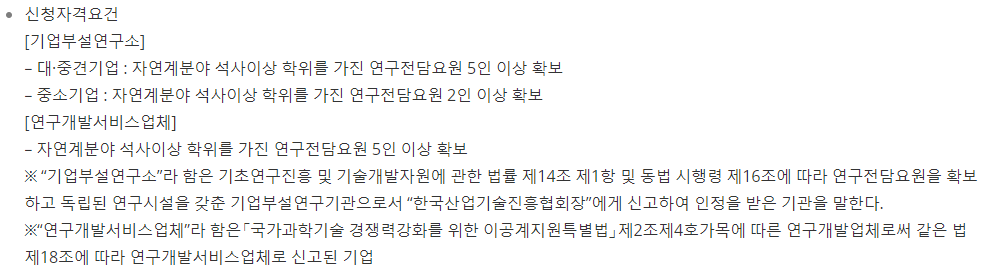 • 신청자격요건
[기업부설연구소]
– 대·중견기업 : 자연계분야 석사이상 학위를 가진 연구전담요원 5인 이상 확보
– 중소기업 : 자연계분야 석사이상 학위를 가진 연구전담요원 2인 이상 확보
[연구개발서비스업체]
– 자연계분야 석사이상 학위를 가진 연구전담요원 5인 이상 확보
※ “기업부설연구소”라 함은 기초연구진흥 및 기술개발자원에 관한 법률 제14조 제1항 및 동법 시행령 제16조에 따라 연구전담요원을 확보
하고 독립된 연구시설을 갖춘 기업부설연구기관으로서 “한국산업기술진흥협회장”에게 신고하여 인정을 받은 기관을 말한다.
※“연구개발서비스업체”라 함은「국가과학기술 경쟁력강화를 위한 이공계지원특별법」제2조제4호가목에 따른 연구개발업체로써 같은 법
제18조에 따라 연구개발서비스업체로 신고된 기업